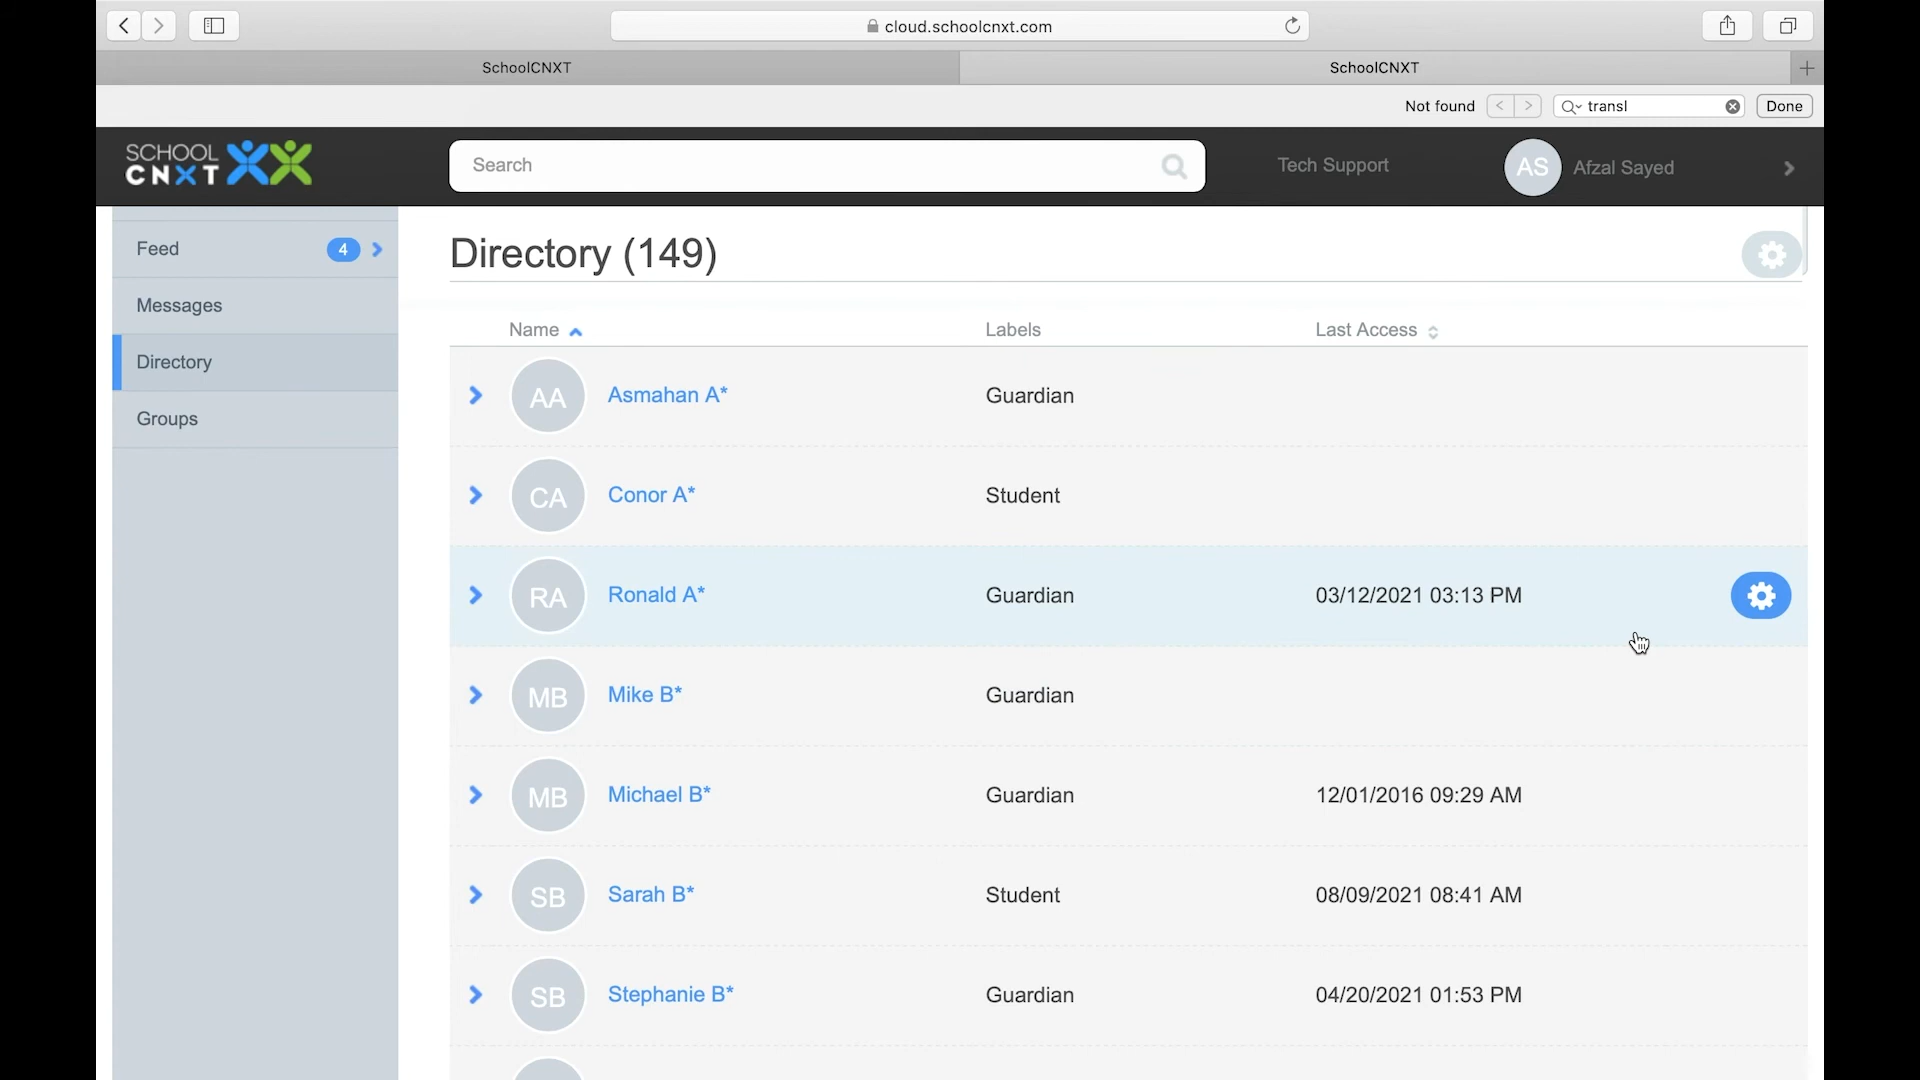 cloud.schoolcnxt.com
SchoolCNXT
SchoolCNXT
Not found
transl
Done
SCHOOL
CNXT
Search
Tech Support
AS
Afzal Sayed
Feed
4
Messages
Directory
Groups
Directory (149)
Name
Labels
Last Access
AA
Asmahan A*
Guardian
CA
Conor A*
Student
RA
Ronald A*
Guardian
03/12/2021 03:13 PM
MB
Mike B*
Guardian
MB
Michael B*
Guardian
12/01/2016 09:29 AM
SB
Sarah B*
Student
08/09/2021 08:41 AM
SB
Stephanie B*
Guardian
04/20/2021 01:53 PM